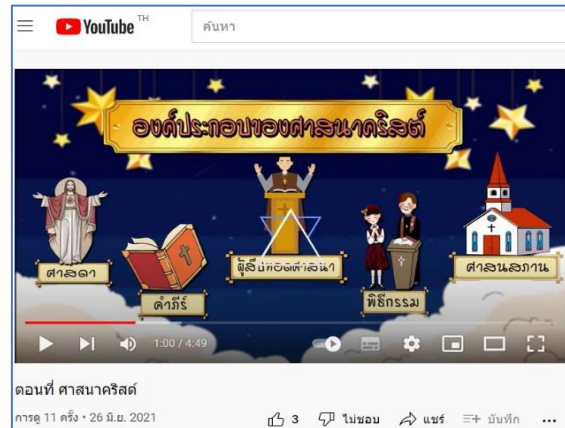 YouTube TH
ค้นหา
องค์ประกอบของศาสนาคริสต์
ศาสดา
คำภีร์
ผู้สืบทอดศาสนา
พิธีกรรม
ศาสนสถาน
1:00 / 4:49
ตอนที่ ศาสนาคริสต์
การดู 11 ครั้ง • 26 มิ.ย. 2021 3 ไม่ชอบ แชร์ บันทึก